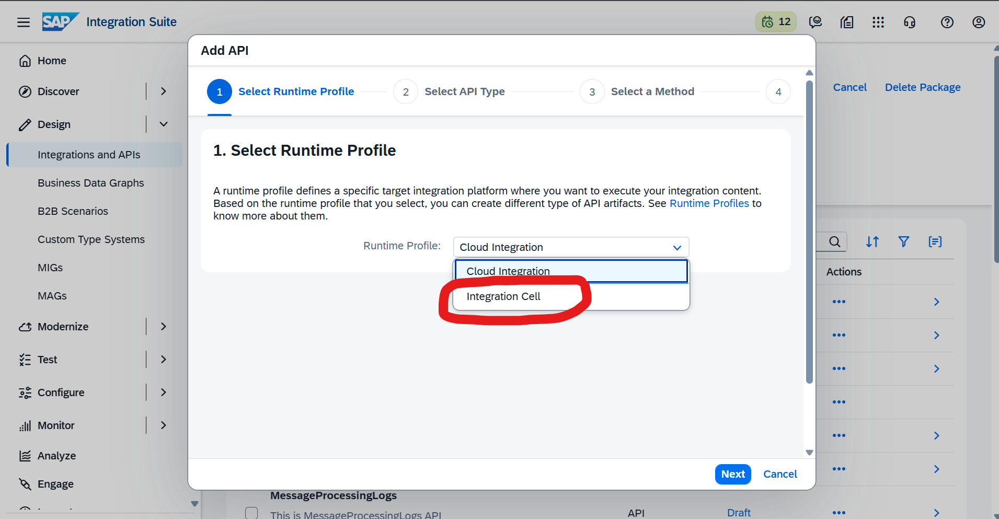 SAP Integration Suite
12
Home
Discover
Design
Integrations and APIs
Business Data Graphs
B2B Scenarios
Custom Type Systems
MIGs
MAGs
Modernize
Test
Configure
Monitor
Analyze
Engage
Add API
1 Select Runtime Profile 2 Select API Type 3 Select a Method 4
1. Select Runtime Profile
A runtime profile defines a specific target integration platform where you want to execute your integration content.
Based on the runtime profile that you select, you can create different type of API artifacts. See Runtime Profiles to
know more about them.
Runtime Profile: Cloud Integration
Cloud Integration
Integration Cell
Next Cancel
Cancel Delete Package
Actions
MessageProcessingLogs
This is MessageProcessingLogs API
API Draft